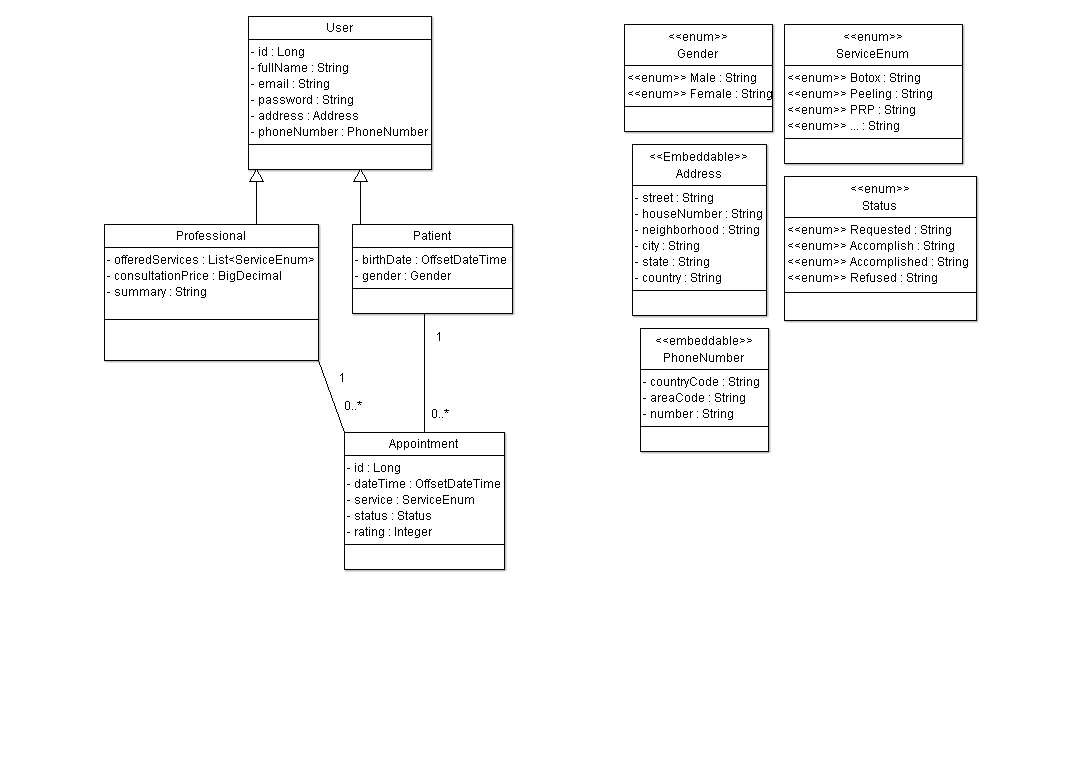 User
- id : Long
- fullName : String
- email : String
- password : String
- address : Address
- phoneNumber : PhoneNumber
Professional
- offeredServices : List<ServiceEnum>
- consultationPrice : BigDecimal
- summary : String
Patient
- birthDate : OffsetDateTime
- gender : Gender
1
0..*
1
0..*
Appointment
- id : Long
- dateTime : OffsetDateTime
- service : ServiceEnum
- status : Status
- rating : Integer
<<enum>>
Gender
<<enum>> Male : String
<<enum>> Female : String
<<Embeddable>>
Address
- street : String
- houseNumber : String
- neighborhood : String
- city : String
- state : String
- country : String
<<embeddable>>
PhoneNumber
- countryCode : String
- areaCode : String
- number : String
<<enum>>
ServiceEnum
<<enum>> Botox : String
<<enum>> Peeling : String
<<enum>> PRP : String
<<enum>> ... : String
<<enum>>
Status
<<enum>> Requested : String
<<enum>> Accomplish : String
<<enum>> Accomplished : String
<<enum>> Refused : String